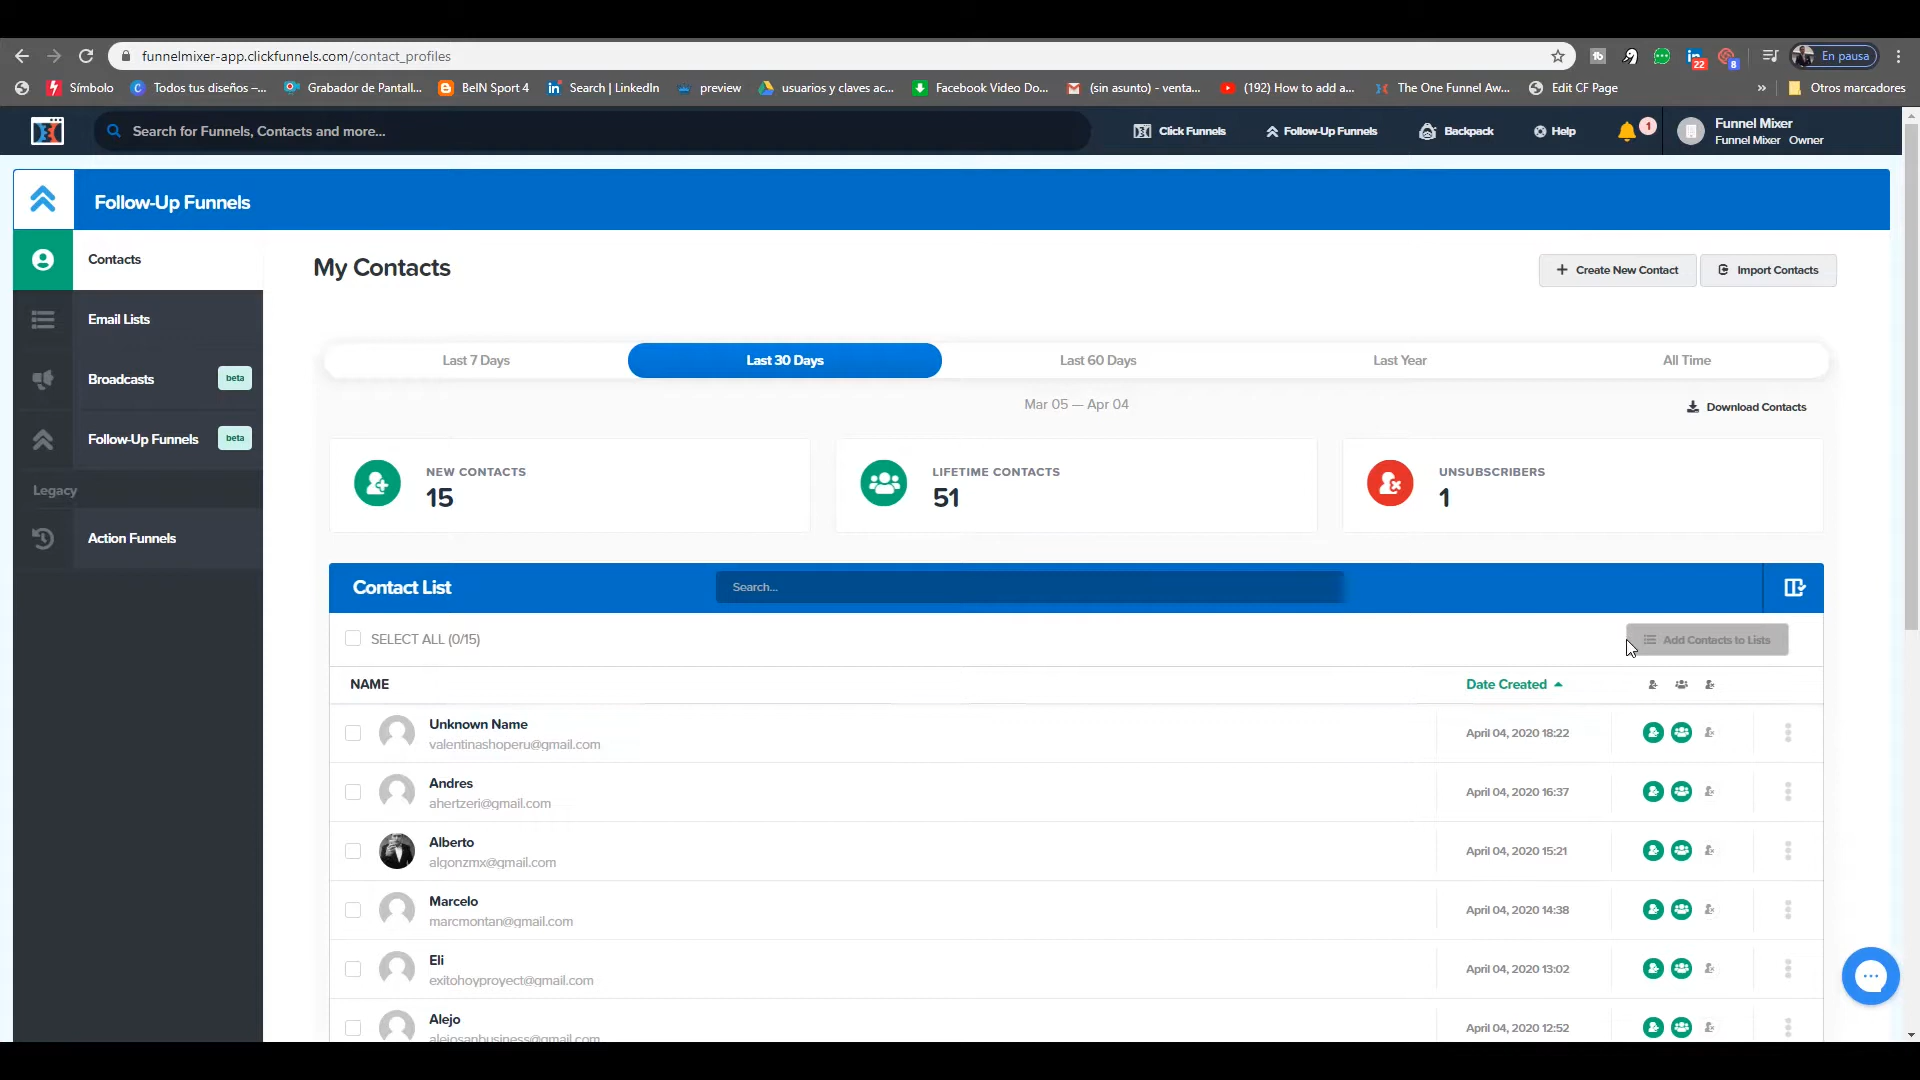 funnelmixer-app.clickfunnels.com/contact_profiles
22
8
En pausa
Símbolo
Todos tus diseños –...
Grabador de Pantall...
BeIN Sport 4
Search | LinkedIn
preview
usuarios y claves ac...
Facebook Video Do...
(sin asunto) - venta...
(192) How to add a...
The One Funnel Aw...
Edit CF Page
»
Otros marcadores
Search for Funnels, Contacts and more...
Click Funnels
Follow-Up Funnels
Backpack
Help
1
Funnel Mixer
Funnel Mixer Owner
Follow-Up Funnels
Contacts
Email Lists
Broadcasts
beta
Follow-Up Funnels
beta
Legacy
Action Funnels
My Contacts
Create New Contact
Import Contacts
Last 7 Days
Last 30 Days
Last 60 Days
Last Year
All Time
Mar 05 — Apr 04
Download Contacts
NEW CONTACTS
15
LIFETIME CONTACTS
51
UNSUBSCRIBERS
1
Contact List
Search...
SELECT ALL (0/15)
Add Contacts to Lists
NAME
Date Created
Unknown Name
valentinashoperu@gmail.com
April 04, 2020 18:22
Andres
ahertzeri@gmail.com
April 04, 2020 16:37
Alberto
algonzmx@gmail.com
April 04, 2020 15:21
Marcelo
marcmontan@gmail.com
April 04, 2020 14:38
Eli
exitohoyproyect@gmail.com
April 04, 2020 13:02
Alejo
alejosanbusiness@gmail.com
April 04, 2020 12:52